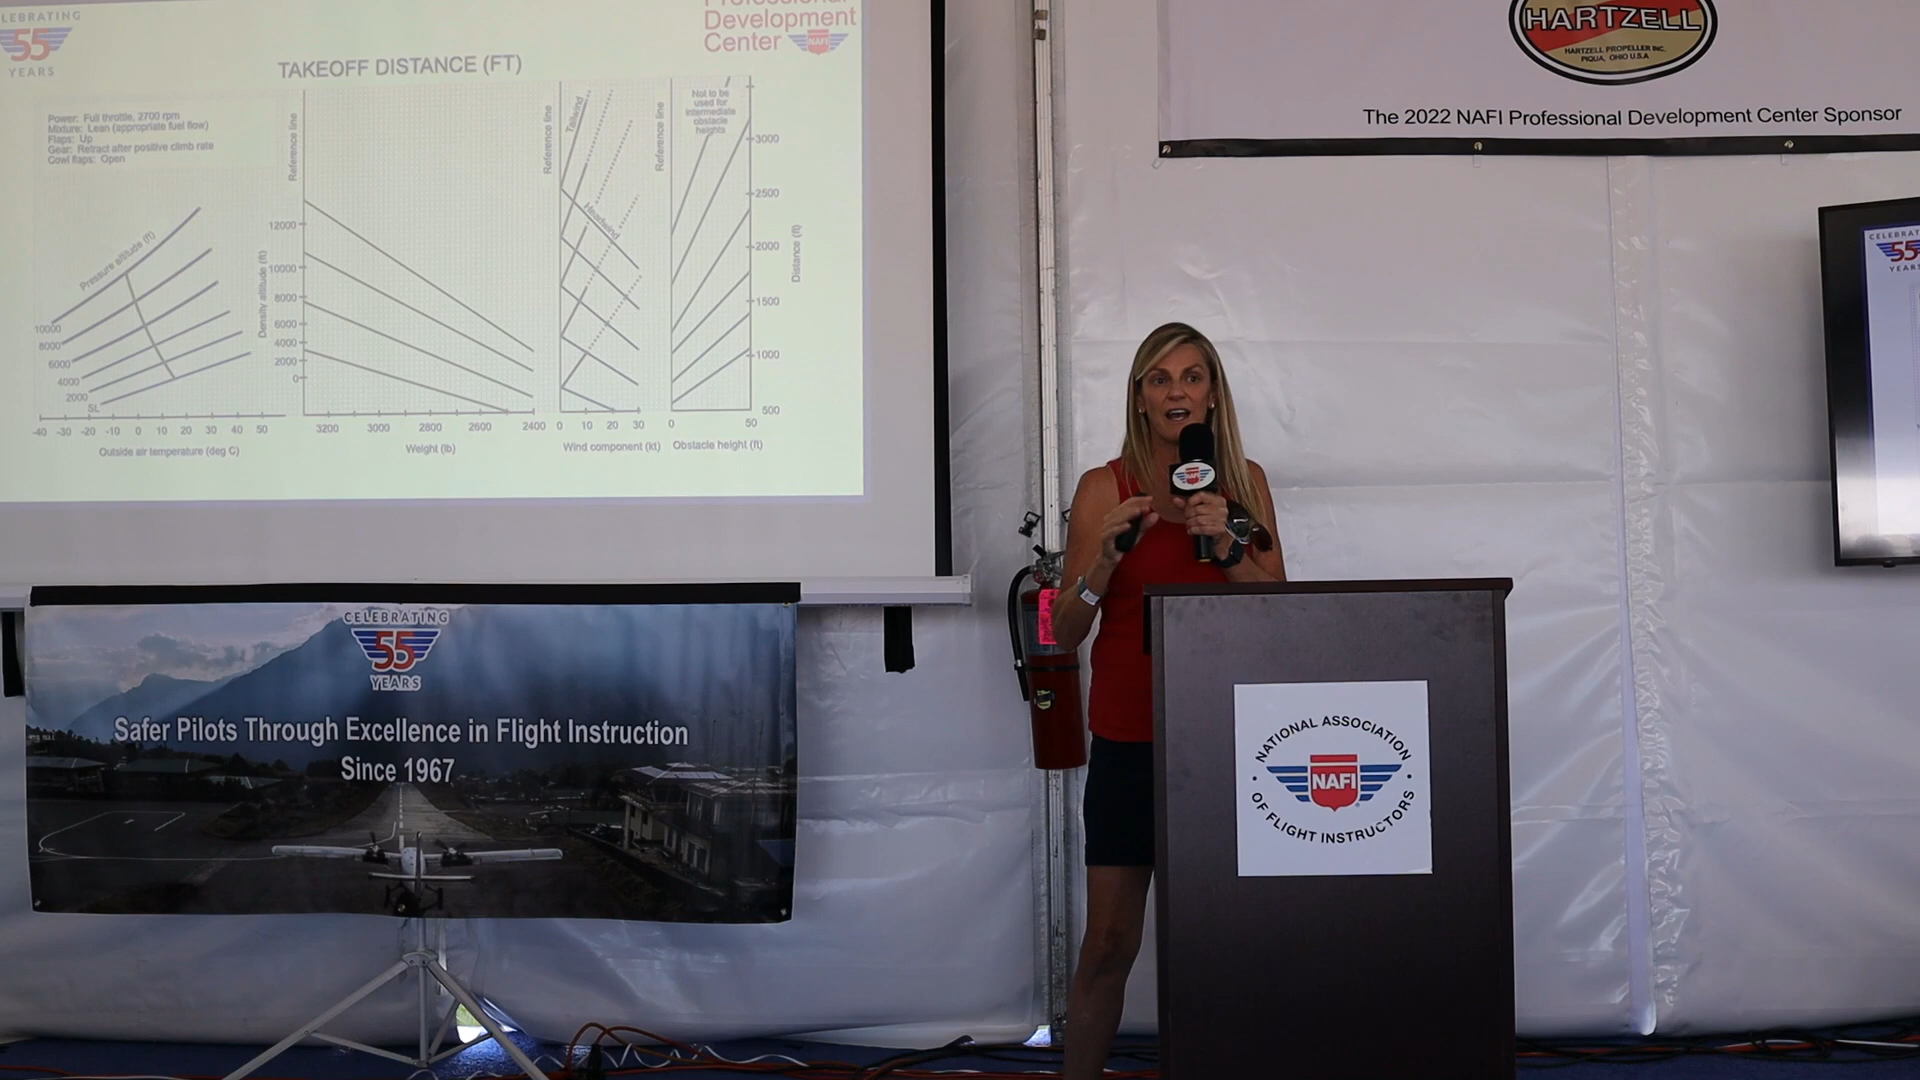 CELEBRATING
55
YEARS
Professional
Development
Center
NAFI
TAKEOFF DISTANCE (FT)
Power: Full throttle, 2700 rpm
Mixture: Lean (appropriate fuel flow)
Flaps: Up
Gear: Retract after positive climb rate
Cowl flaps: Open
Reference line
Reference line
Reference line
Tailwind
Headwind
Not to be
used for
intermediate
obstacle
heights
Pressure altitude (ft)
10000
8000
6000
4000
2000
SL
Density altitude (ft)
12000
10000
8000
6000
4000
2000
0
3000
2500
2000
1500
1000
500
Distance (ft)
-40 -30 -20 -10 0 10 20 30 40 50
Outside air temperature (deg C)
3200 3000 2800 2600 2400
Weight (lb)
0 10 20 30
Wind component (kt)
0 50
Obstacle height (ft)
HARTZELL
HARTZELL PROPELLER INC.
PIQUA, OHIO U.S.A
The 2022 NAFI Professional Development Center Sponsor
CELEBRAT
55
YEARS
NAFI
CELEBRATING
55
YEARS
Safer Pilots Through Excellence in Flight Instruction
Since 1967
NATIONAL ASSOCIATION
NAFI
OF FLIGHT INSTRUCTORS